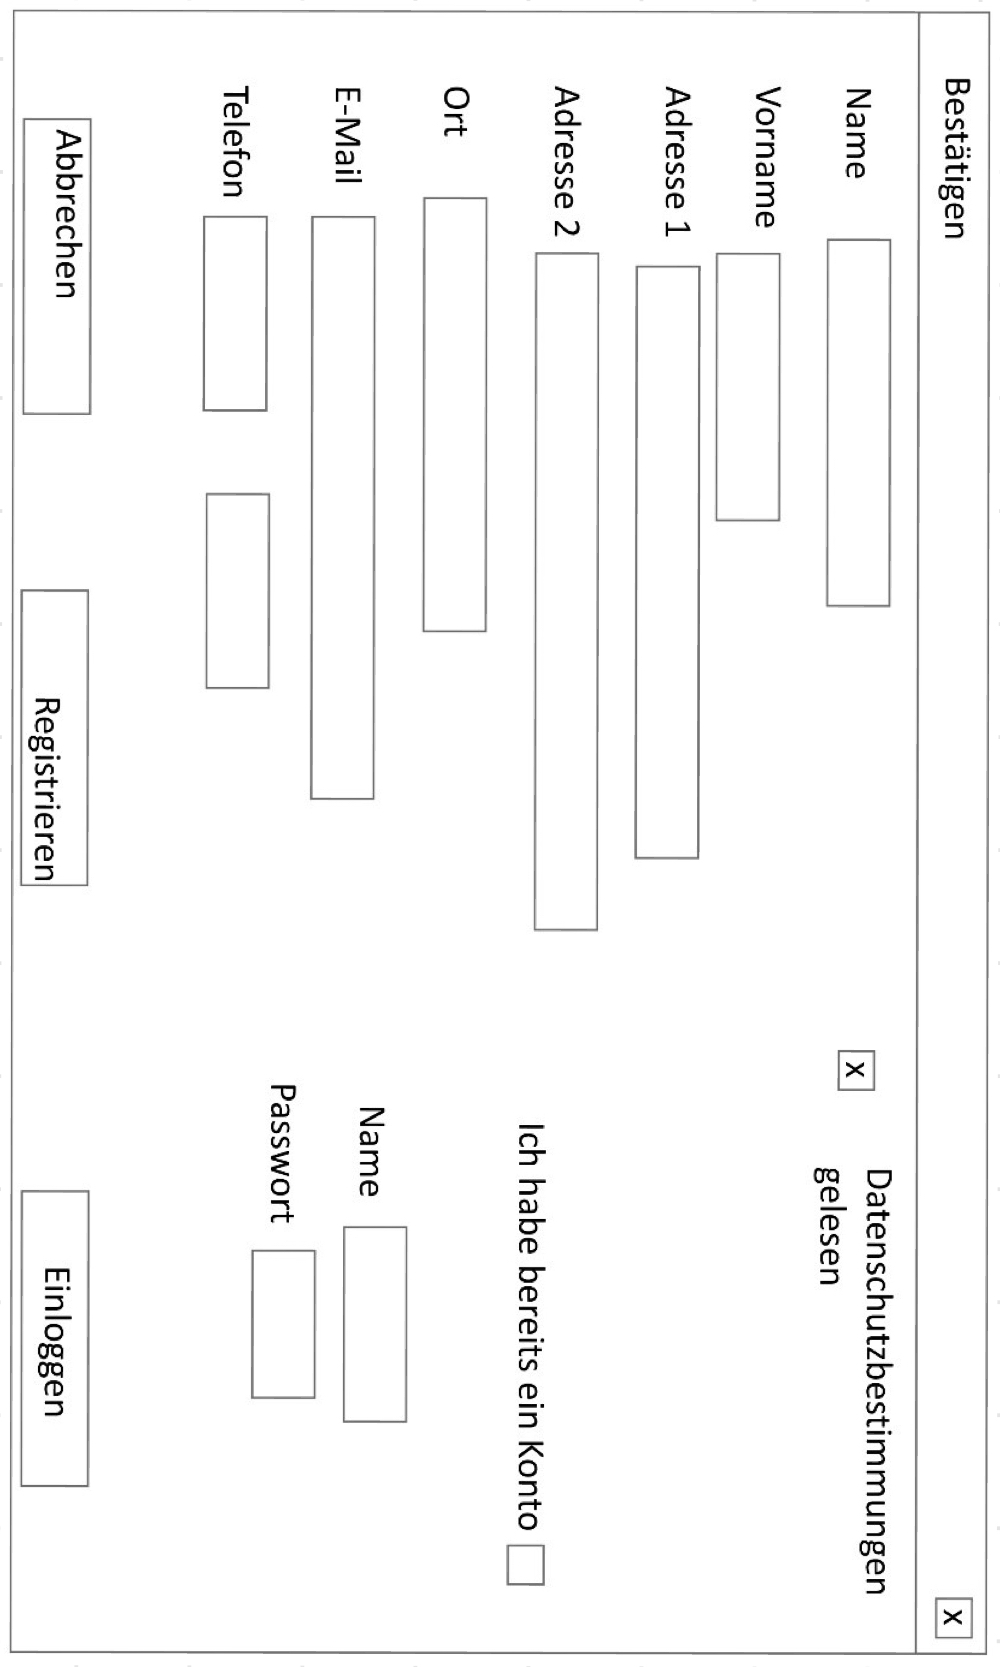 Bestätigen
x
Name
x
Datenschutzbestimmungen
gelesen
Vorname
Adresse 1
Adresse 2
Ich habe bereits ein Konto
Ort
E-Mail
Name
Passwort
Telefon
Abbrechen
Registrieren
Einloggen